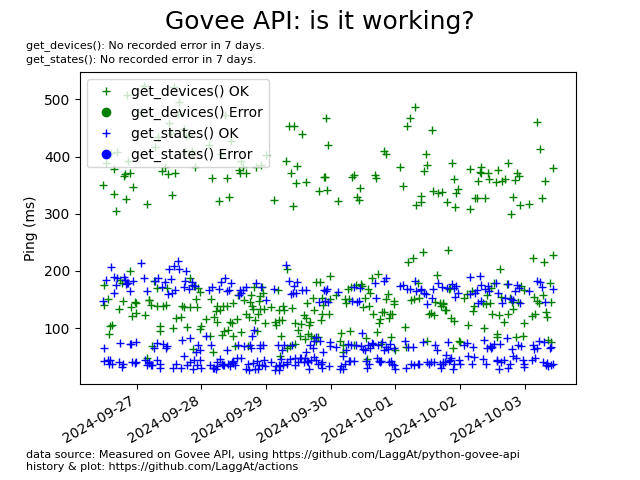 Govee API: is it working?
get_devices(): No recorded error in 7 days.
get_states(): No recorded error in 7 days.
get_devices() OK
get_devices() Error
get_states() OK
get_states() Error
Ping (ms)
500
400
300
200
100
2024-09-27
2024-09-28
2024-09-29
2024-09-30
2024-10-01
2024-10-02
2024-10-03
data source: Measured on Govee API, using https://github.com/LaggAt/python-govee-api
history & plot: https://github.com/LaggAt/actions